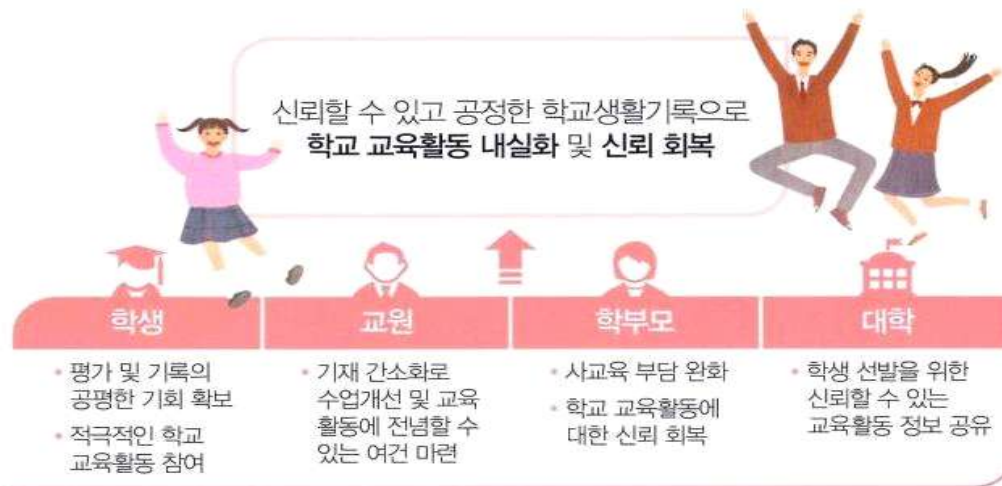 신뢰할 수 있고 공정한 학교생활기록으로
학교 교육활동 내실화 및 신뢰 회복
학생
• 평가 및 기록의
공평한 기회 확보
• 적극적인 학교
교육활동 참여
교원
• 기재 간소화로
수업개선 및 교육
활동에 전념할 수
있는 여건 마련
학부모
• 사교육 부담 완화
• 학교 교육활동에
대한 신뢰 회복
대학
• 학생 선발을 위한
신뢰할 수 있는
교육활동 정보 공유